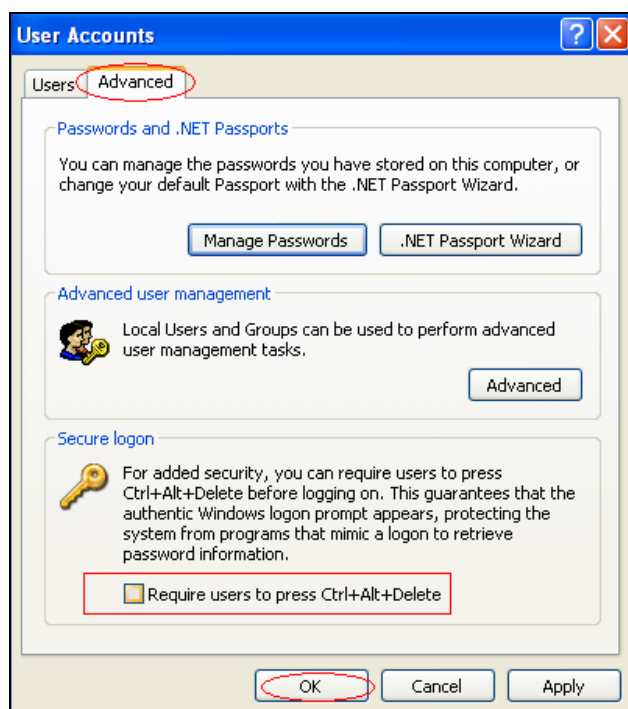 User Accounts
Users
Advanced
Passwords and .NET Passports
You can manage the passwords you have stored on this computer, or
change your default Passport with the .NET Passport Wizard.
Manage Passwords
.NET Passport Wizard
Advanced user management
Local Users and Groups can be used to perform advanced
user management tasks.
Advanced
Secure logon
For added security, you can require users to press
Ctrl+Alt+Delete before logging on. This guarantees that the
authentic Windows logon prompt appears, protecting the
system from programs that mimic a logon to retrieve
password information.
Require users to press Ctrl+Alt+Delete
OK
Cancel
Apply